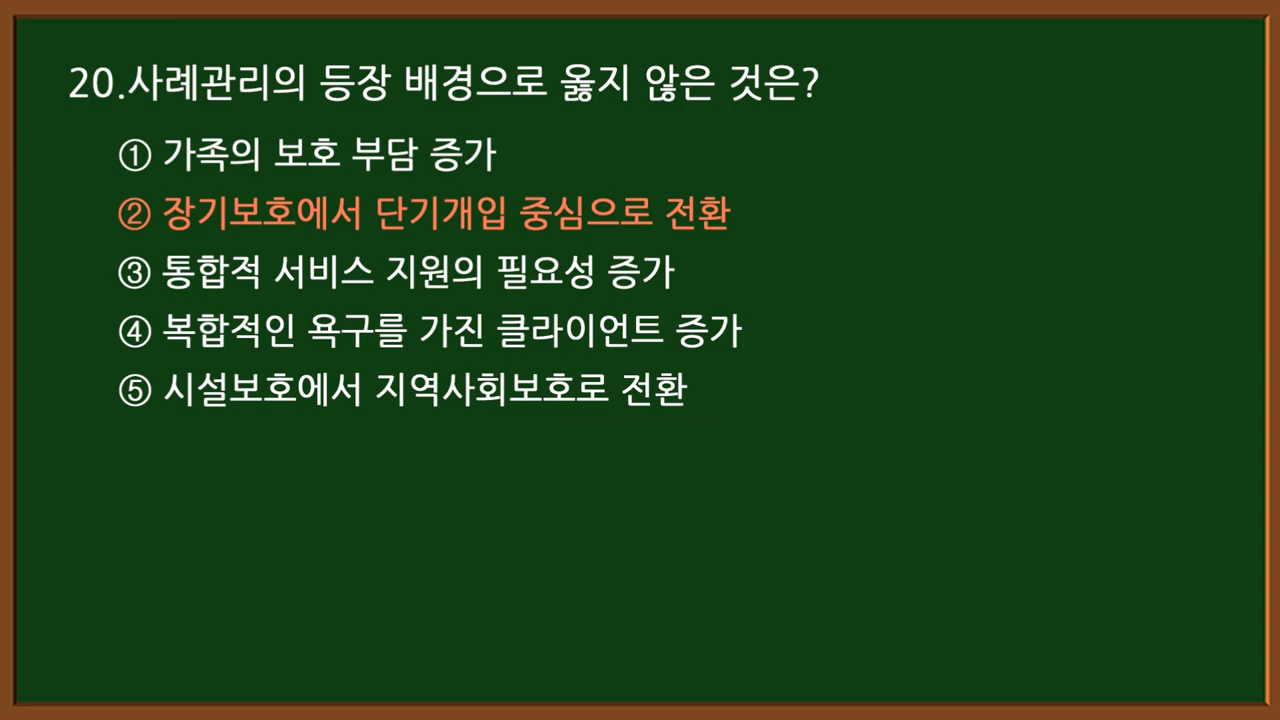 20.사례관리의 등장 배경으로 옳지 않은 것은?
① 가족의 보호 부담 증가
② 장기보호에서 단기개입 중심으로 전환
③ 통합적 서비스 지원의 필요성 증가
④ 복합적인 욕구를 가진 클라이언트 증가
⑤ 시설보호에서 지역사회보호로 전환